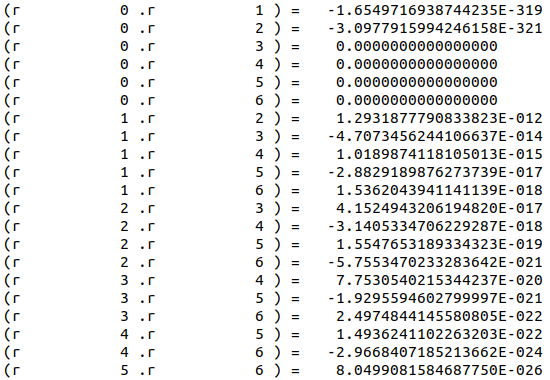 (r 0 .r 1 ) = -1.6549716938744235E-319
(r 0 .r 2 ) = -3.0977915994246158E-321
(r 0 .r 3 ) = 0.0000000000000000
(r 0 .r 4 ) = 0.0000000000000000
(r 0 .r 5 ) = 0.0000000000000000
(r 0 .r 6 ) = 0.0000000000000000
(r 1 .r 2 ) = 1.2931877790833823E-012
(r 1 .r 3 ) = -4.7073456244106637E-014
(r 1 .r 4 ) = 1.0189874118105013E-015
(r 1 .r 5 ) = -2.8829189876273739E-017
(r 1 .r 6 ) = 1.5362043941141139E-018
(r 2 .r 3 ) = 4.1524943206194820E-017
(r 2 .r 4 ) = -3.1405334706229287E-018
(r 2 .r 5 ) = 1.5547653189334323E-019
(r 2 .r 6 ) = -5.7553470233283642E-021
(r 3 .r 4 ) = 7.7530540215344237E-020
(r 3 .r 5 ) = -1.9295594602799997E-021
(r 3 .r 6 ) = 2.4974844145580805E-022
(r 4 .r 5 ) = 1.4936241102263203E-022
(r 4 .r 6 ) = -2.9668407185213662E-024
(r 5 .r 6 ) = 8.0499081584687750E-026